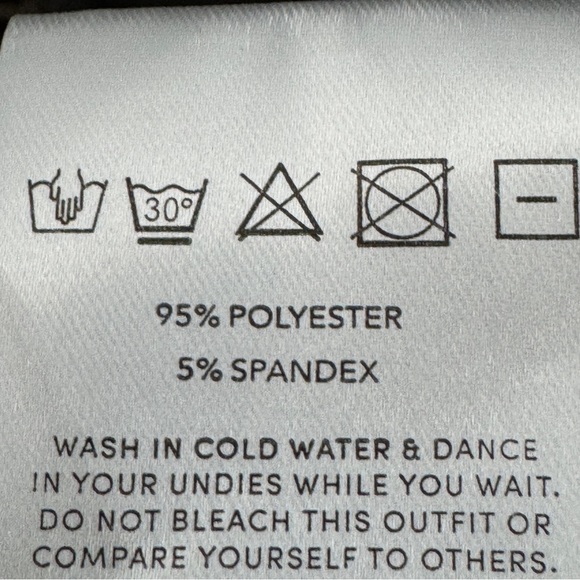 30°
95% POLYESTER
5% SPANDEX
WASH IN COLD WATER & DANCE
IN YOUR UNDIES WHILE YOU WAIT.
DO NOT BLEACH THIS OUTFIT OR
COMPARE YOURSELF TO OTHERS.